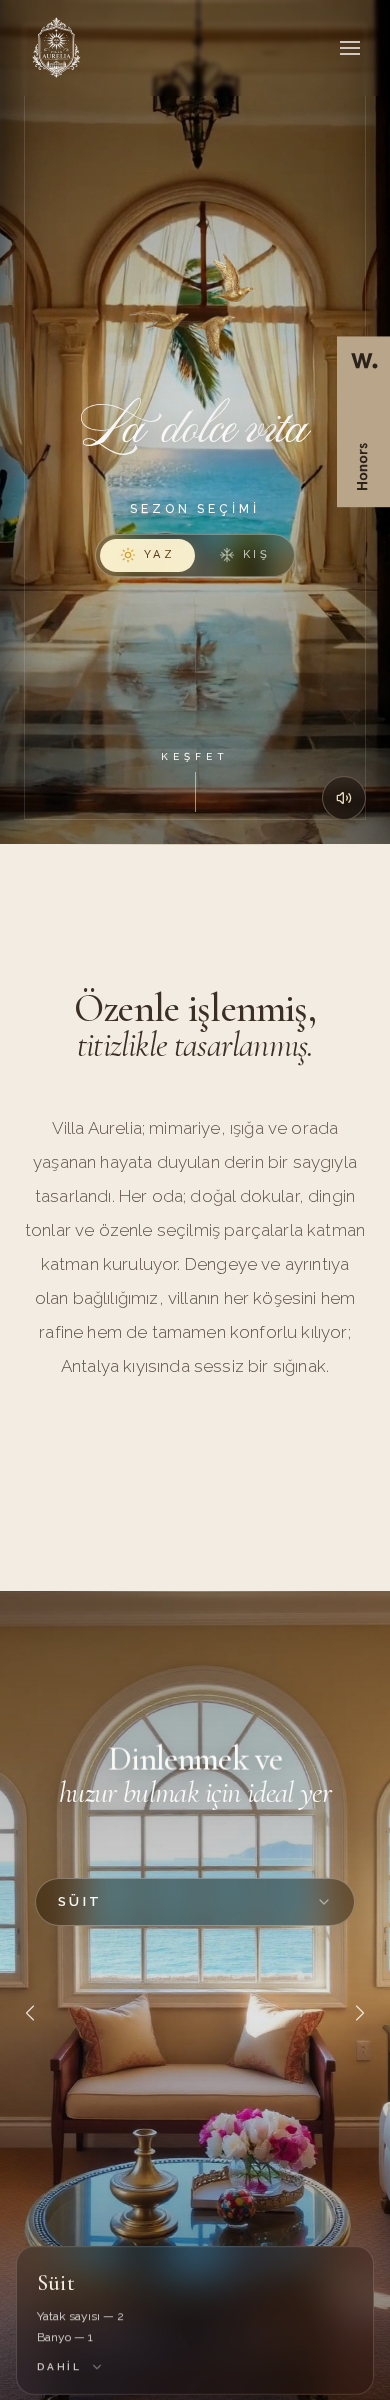 AURELIA
La dolce vita
W.
Honors
SEZON SEÇİMİ
YAZ
KIŞ
KEŞFET
Özenle işlenmiş,
titizlikle tasarlanmış.
Villa Aurelia; mimariye, ışığa ve orada
yaşanan hayata duyulan derin bir saygıyla
tasarlandı. Her oda; doğal dokular, dingin
tonlar ve özenle seçilmiş parçalarla katman
katman kuruluyor. Dengeye ve ayrıntıya
olan bağlılığımız, villanın her köşesini hem
rafine hem de tamamen konforlu kılıyor;
Antalya kıyısında sessiz bir sığınak.
Dinlenmek ve
huzur bulmak için ideal yer
SÜIT
Süit
Yatak sayısı — 2
Banyo — 1
DAHİL